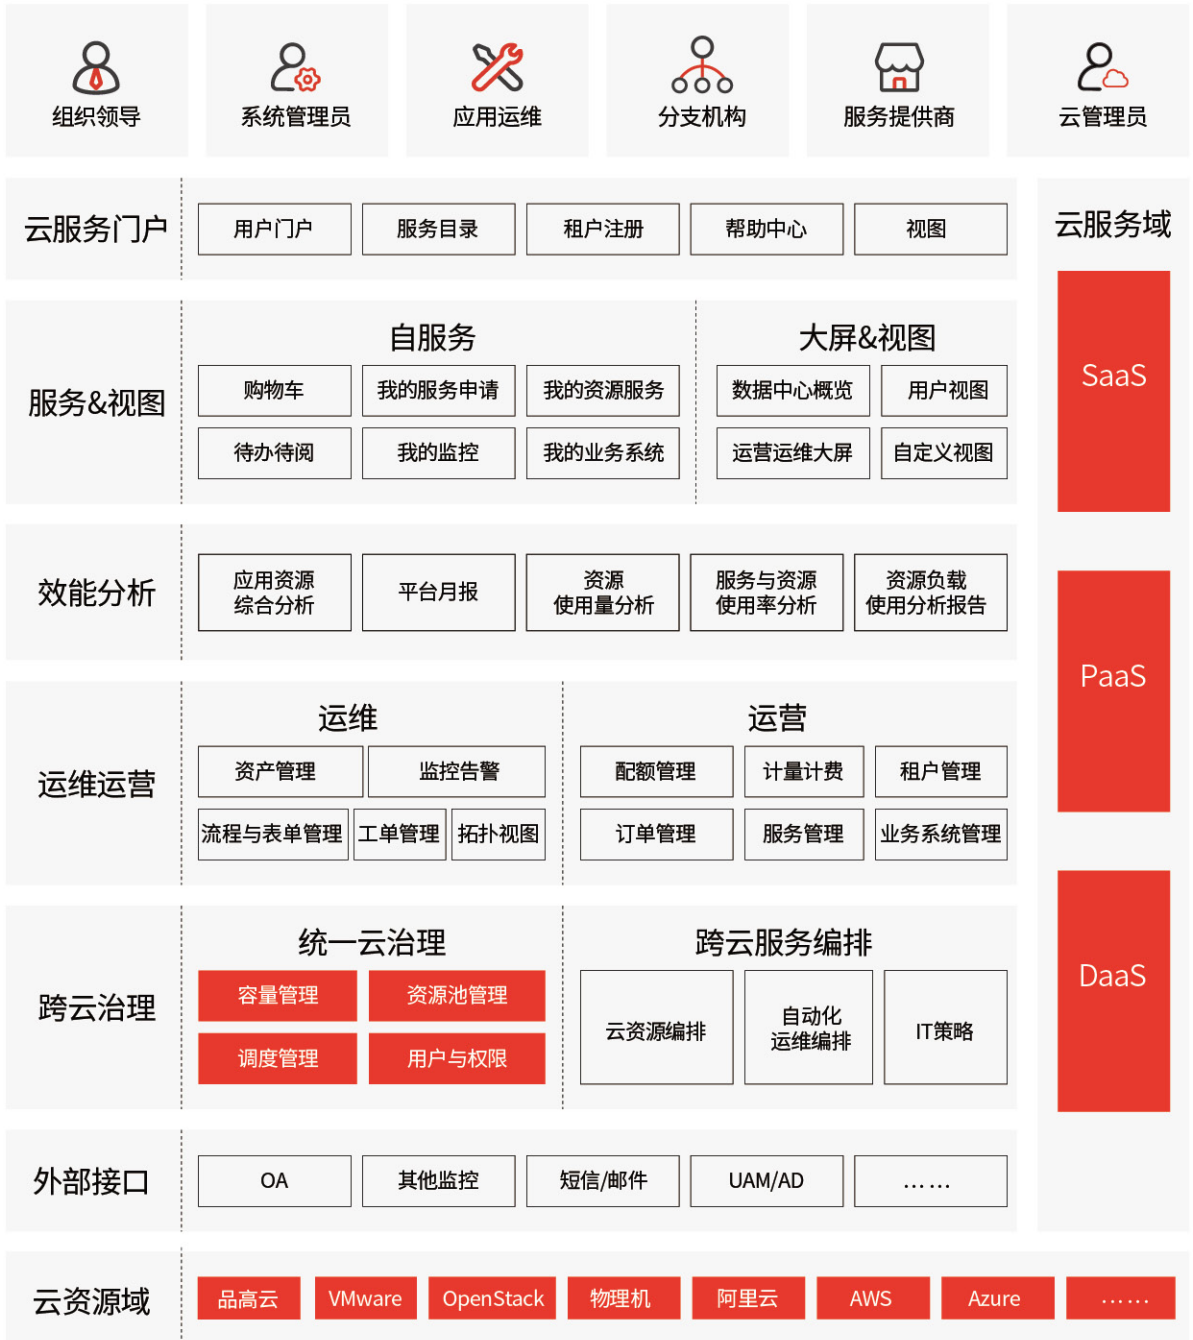 组织领导
系统管理员
应用运维
分支机构
服务提供商
云管理员
云服务门户
用户门户
服务目录
租户注册
帮助中心
视图
云服务域
SaaS
PaaS
DaaS
服务&视图
自服务
购物车
我的服务申请
我的资源服务
待办待阅
我的监控
我的业务系统
大屏&视图
数据中心概览
用户视图
运营运维大屏
自定义视图
效能分析
应用资源
综合分析
平台月报
资源
使用量分析
服务与资源
使用率分析
资源负载
使用分析报告
运维运营
运维
资产管理
监控告警
流程与表单管理
工单管理
拓扑视图
运营
配额管理
计量计费
租户管理
订单管理
服务管理
业务系统管理
跨云治理
统一云治理
容量管理
资源池管理
调度管理
用户与权限
跨云服务编排
云资源编排
自动化
运维编排
IT策略
外部接口
OA
其他监控
短信/邮件
UAM/AD
……
云资源域
品高云
VMware
OpenStack
物理机
阿里云
AWS
Azure
……